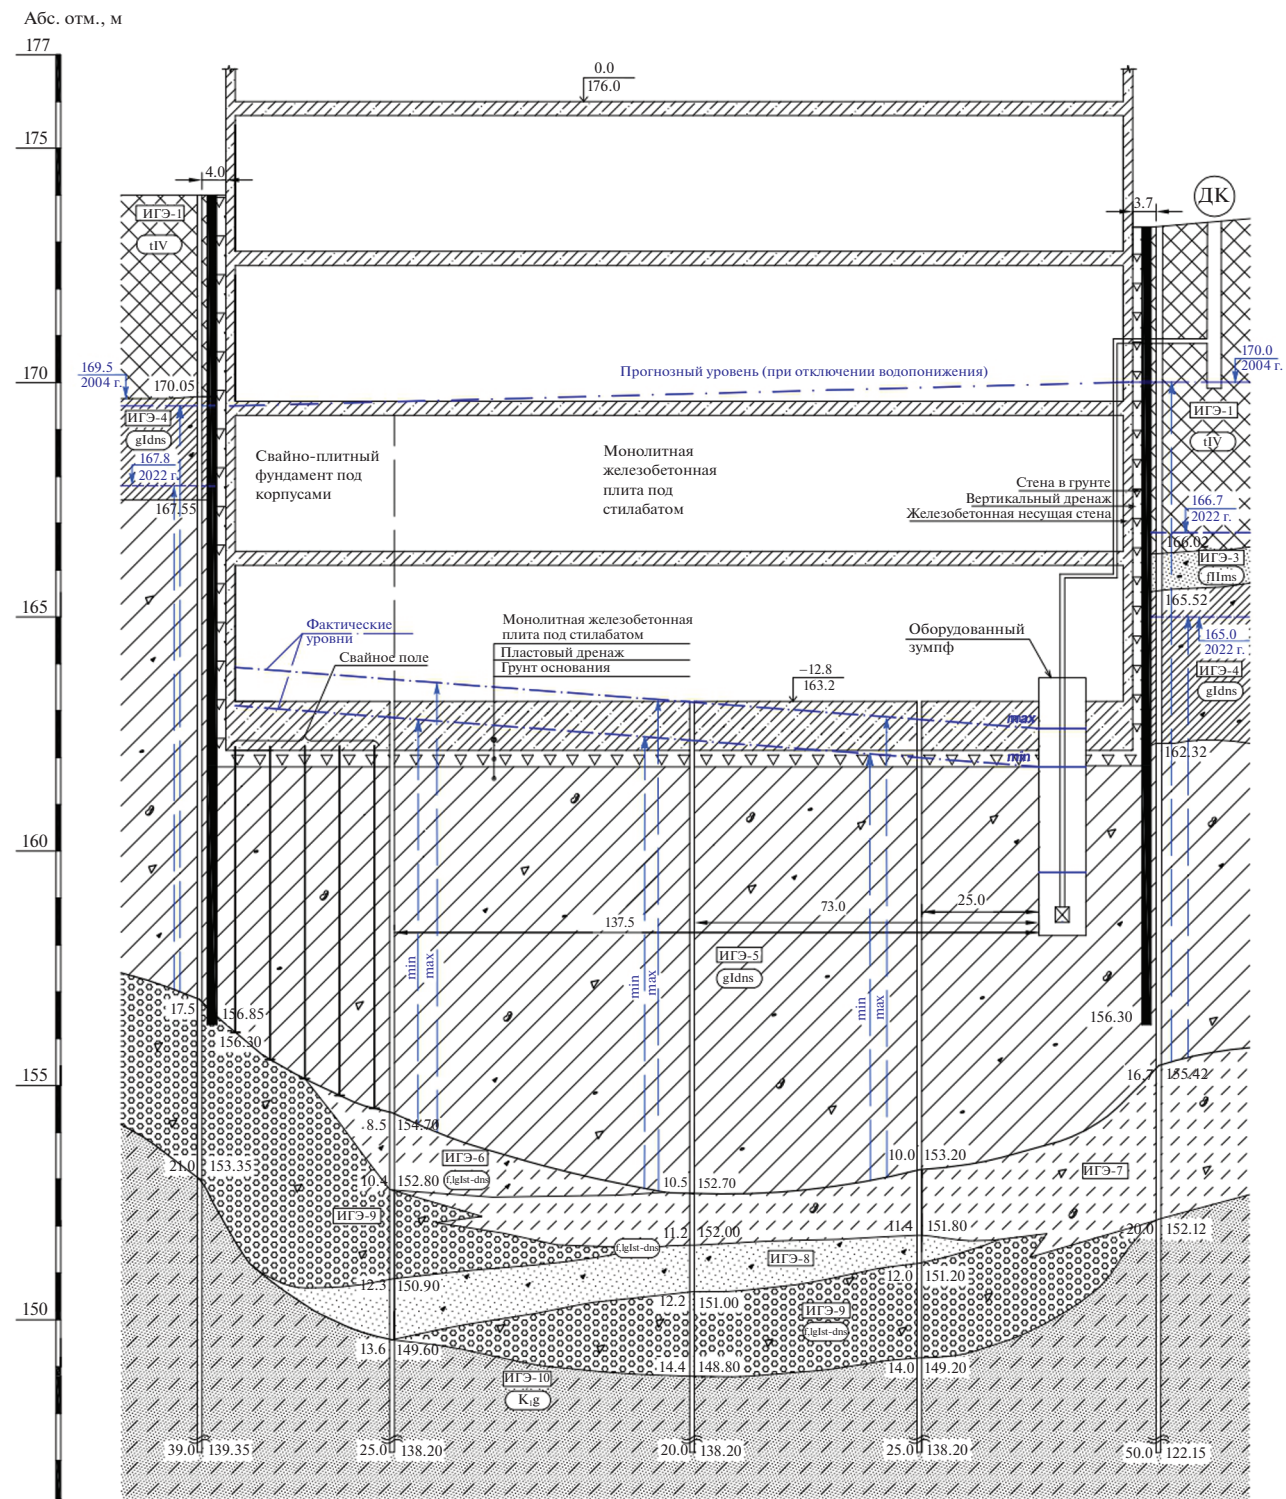 Абс. отм., м
177
0.0
176.0
175
4.0
3.7
ДК
ИГЭ-1
tIV
170
169.5
2004 г.
170.05
Прогнозный уровень (при отключении водопонижения)
170.0
2004 г.
ИГЭ-4
gIdns
167.8
2022 г.
167.55
Свайно-плитный
фундамент под
корпусами
Монолитная
железобетонная
плита под
стилабатом
ИГЭ-1
tIV
Стена в грунте
Вертикальный дренаж
Железобетонная несущая стена
166.7
2022 г.
166.02
ИГЭ-3
fIIms
165.52
165
Фактические
уровни
Свайное поле
Монолитная железобетонная
плита под стилабатом
Пластовый дренаж
Грунт основания
Оборудованный
зумпф
165.0
2022 г.
ИГЭ-4
gIdns
−12.8
163.2
max
min
162.32
160
25.0
73.0
137.5
min
max
min
max
min
max
ИГЭ-5
gIdns
17.5
156.85
156.30
156.30
155
16.7
155.42
8.5
154.70
21.0
153.35
10.4
152.80
ИГЭ-6
f,lgIst-dns
10.5
152.70
10.0
153.20
ИГЭ-7
ИГЭ-9
11.2
152.00
11.4
151.80
20.0
152.12
f,lgIst-dns
ИГЭ-8
12.3
150.90
12.0
151.20
12.2
151.00
ИГЭ-9
f,lgIst-dns
150
13.6
149.60
14.4
148.80
14.0
149.20
ИГЭ-10
K₁g
39.0
139.35
25.0
138.20
20.0
138.20
25.0
138.20
50.0
122.15